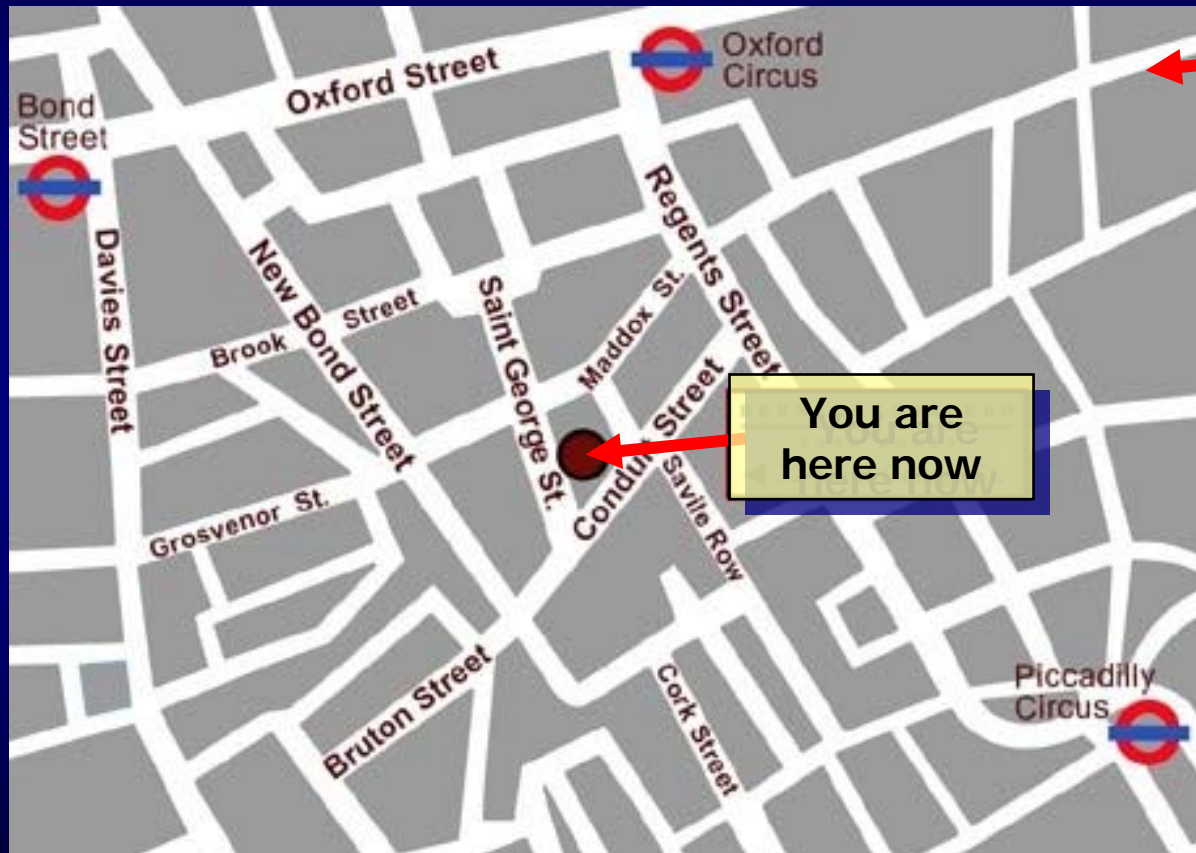 Oxford
Circus
Oxford Street
Bond
Street
Regents Street
Davies Street
New Bond Street
Saint George St.
Maddox St.
Brook Street
Conduit Street
You are
here now
Grosvenor St.
Savile Row
Bruton Street
Cork Street
Piccadilly
Circus